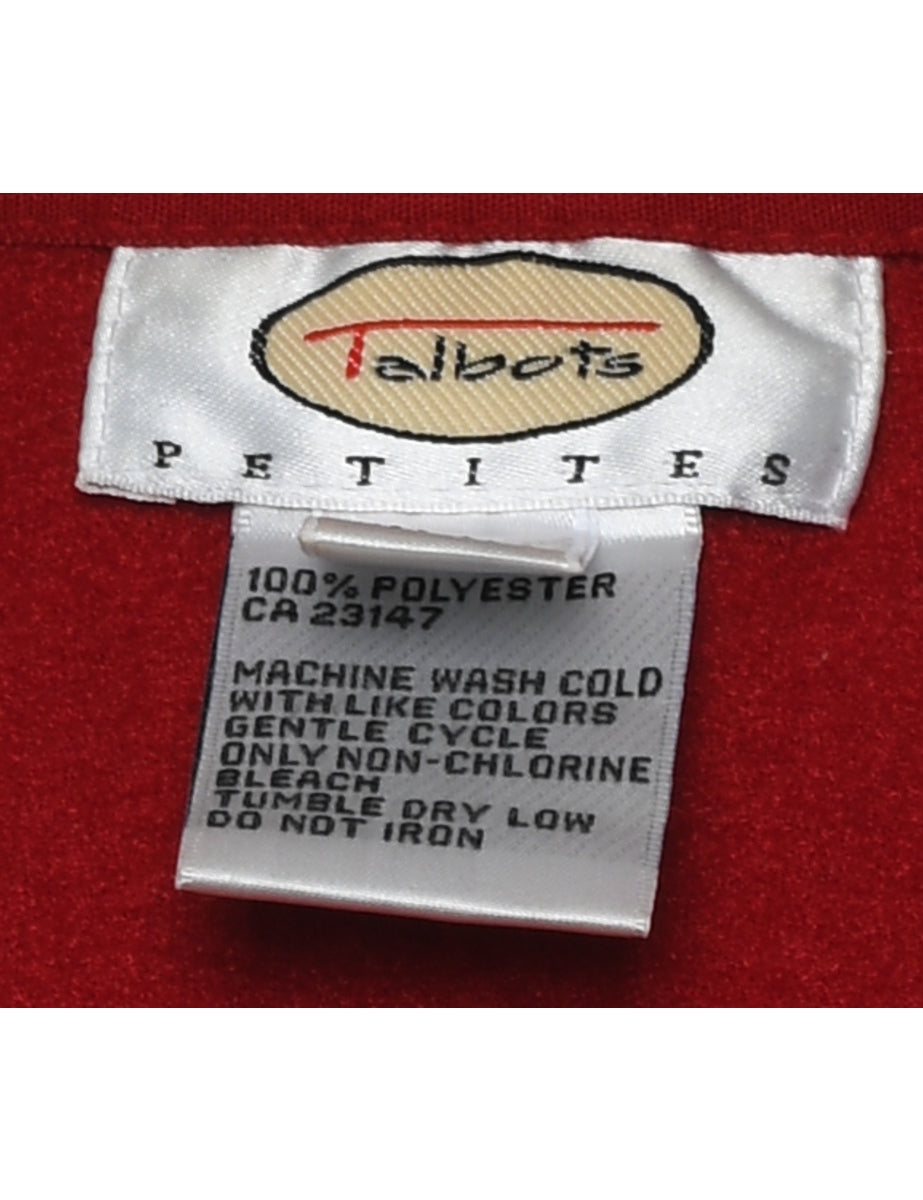 Talbots
PETITES
100% POLYESTER
CA 23147
MACHINE WASH COLD
WITH LIKE COLORS
GENTLE CYCLE
ONLY NON-CHLORINE
BLEACH
TUMBLE DRY LOW
DO NOT IRON